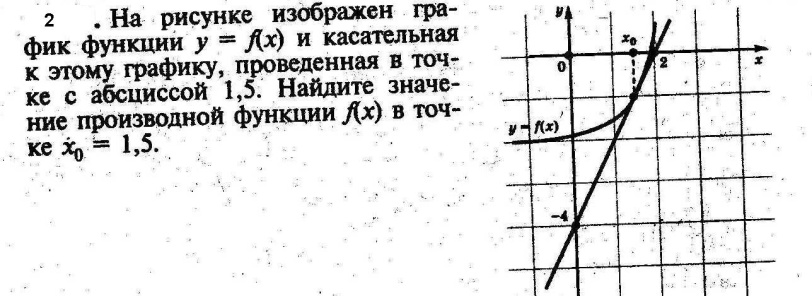 2 . На рисунке изображен гра-
фик функции y = f(x) и касательная
к этому графику, проведенная в точ-
ке с абсциссой 1,5. Найдите значе-
ние производной функции f(x) в точ-
ке x₀ = 1,5.
y
x₀
0
2
x
y = f(x)
-4